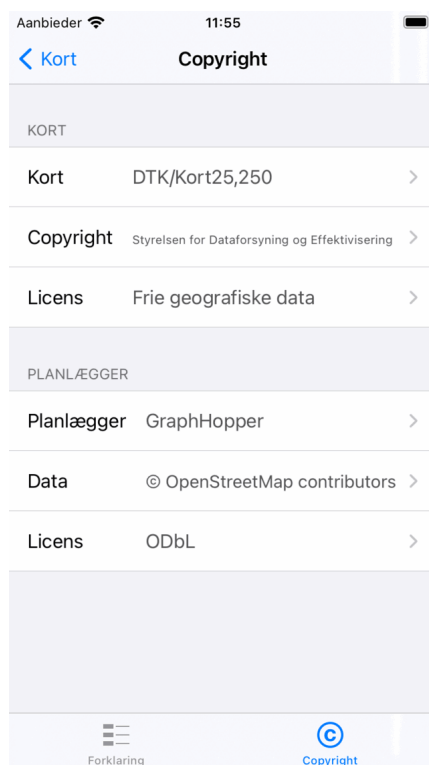 Aanbieder 11:55
Kort Copyright
KORT
Kort DTK/Kort25,250
Copyright Styrelsen for Dataforsyning og Effektivisering
Licens Frie geografiske data
PLANLÆGGER
Planlægger GraphHopper
Data © OpenStreetMap contributors
Licens ODbL
Forklaring Copyright